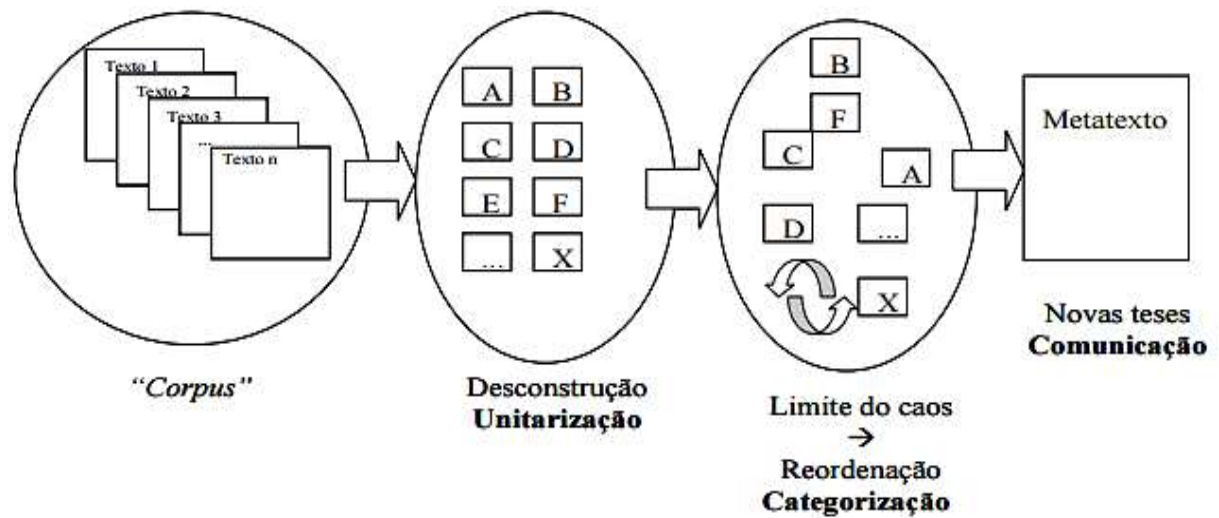 Texto 1
Texto 2
Texto 3
...
Texto n
“Corpus”
A B
C D
E F
... X
Desconstrução
Unitarização
B
F
C
A
D
...
X
Limite do caos
→
Reordenação
Categorização
Metatexto
Novas teses
Comunicação